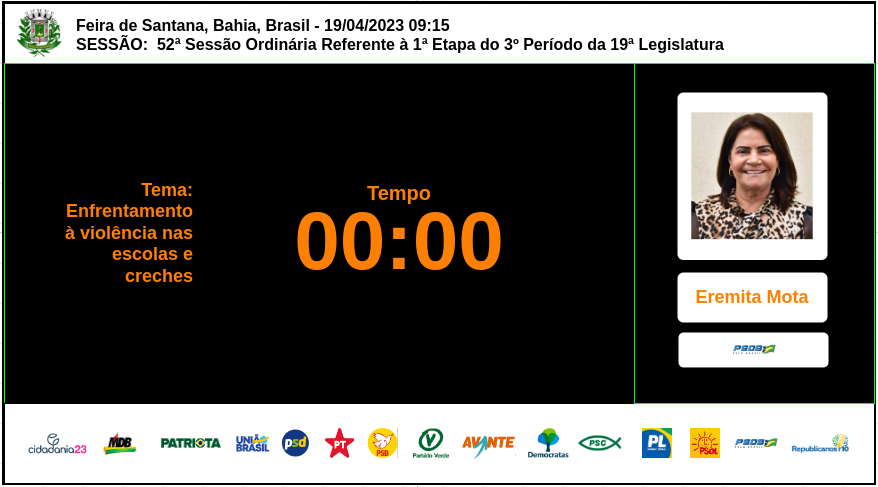 Feira de Santana, Bahia, Brasil - 19/04/2023 09:15
SESSÃO:  52ª Sessão Ordinária Referente à 1ª Etapa do 3º Período da 19ª Legislatura
Tema:
Enfrentamento
à violência nas
escolas e
creches
Tempo
00:00
Eremita Mota
PSDB
cidadania23
MDB
PATRIOTA
UNIÃO
BRASIL
psd
PT
PSB
V
Partido Verde
AVANTE
Democratas
PSC
PL
PSOL
PSDB
Republicanos 10